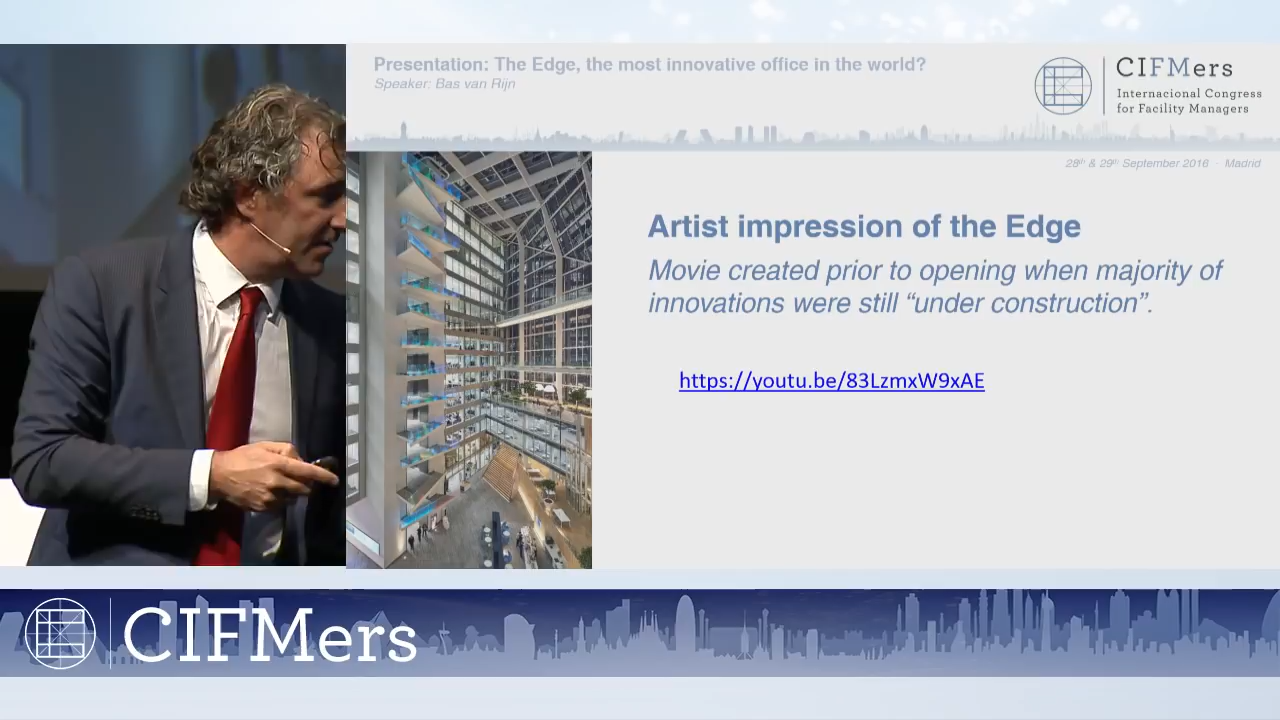 Presentation: The Edge, the most innovative office in the world?
Speaker: Bas van Rijn
CIFMers
Internacional Congress
for Facility Managers
28th & 29th September 2016 - Madrid
Artist impression of the Edge
Movie created prior to opening when majority of
innovations were still “under construction”.
https://youtu.be/83LzmxW9xAE
CIFMers